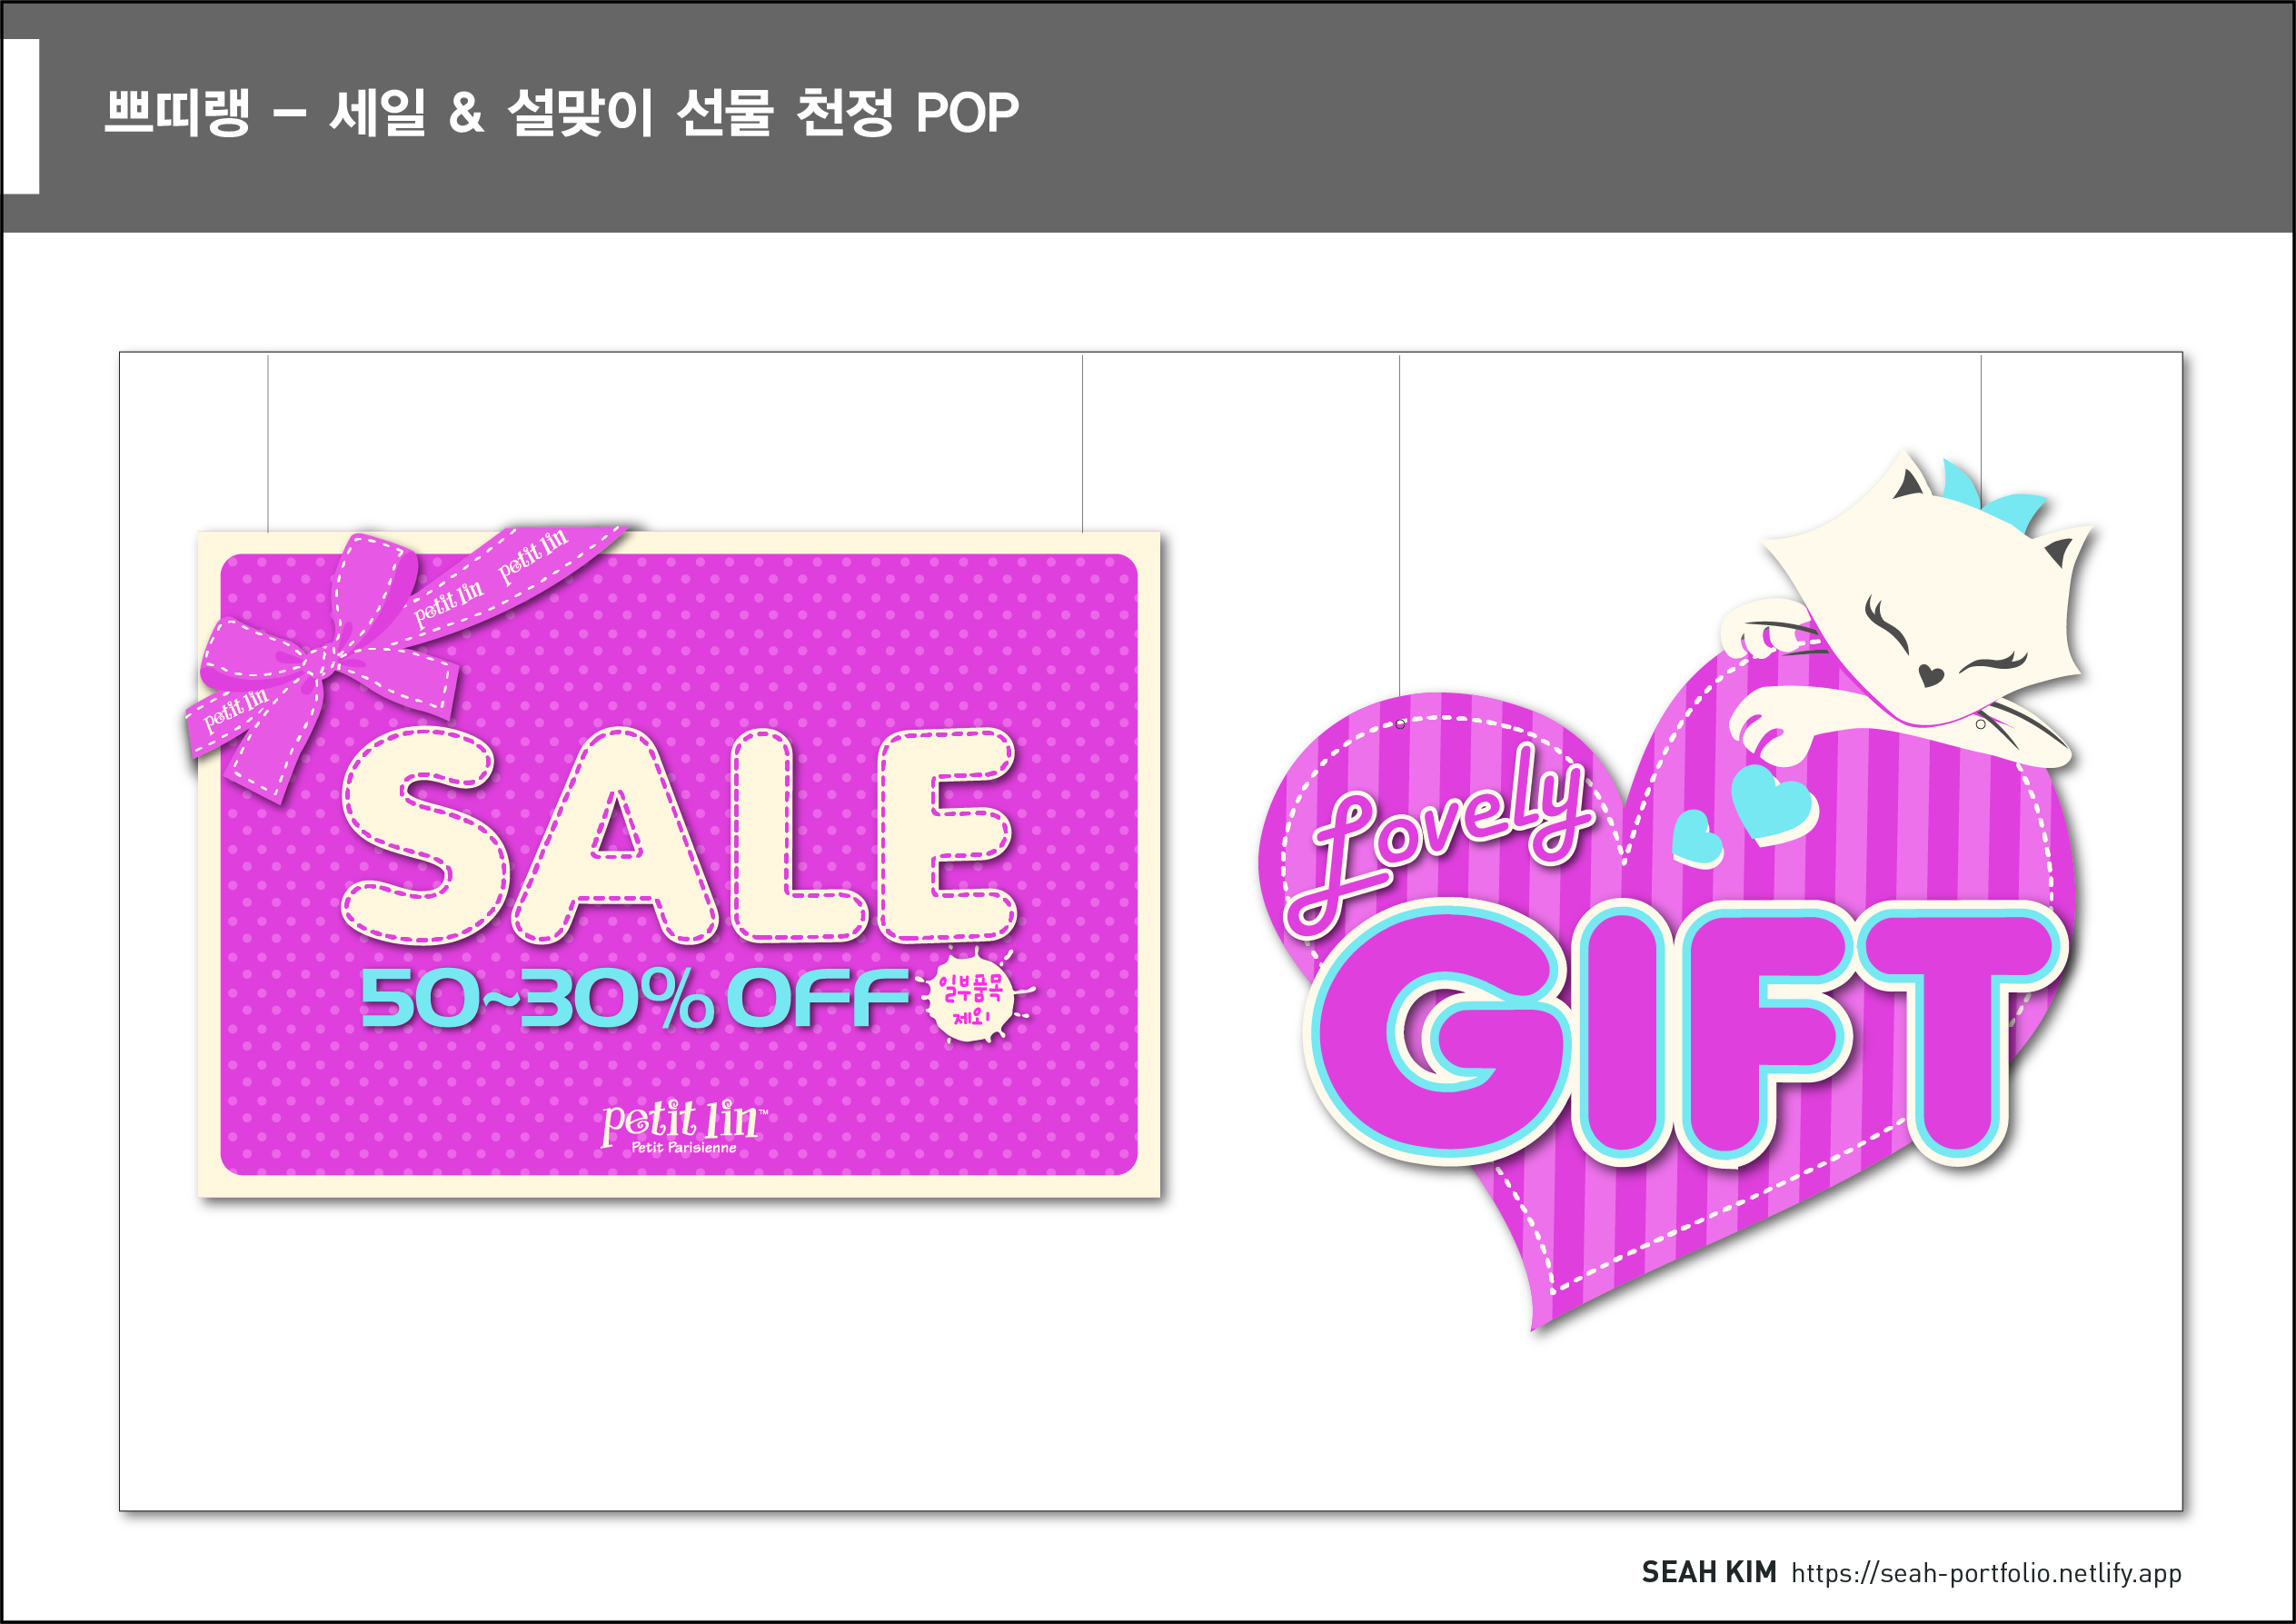 쁘띠랭 – 세일 & 설맞이 선물 천정 POP
petit lin petit lin
petit lin
SALE
50~30% OFF
일부품목
제외
petit lin™
Petit Parisienne
Lovely
GIFT
SEAH KIM https://seah-portfolio.netlify.app